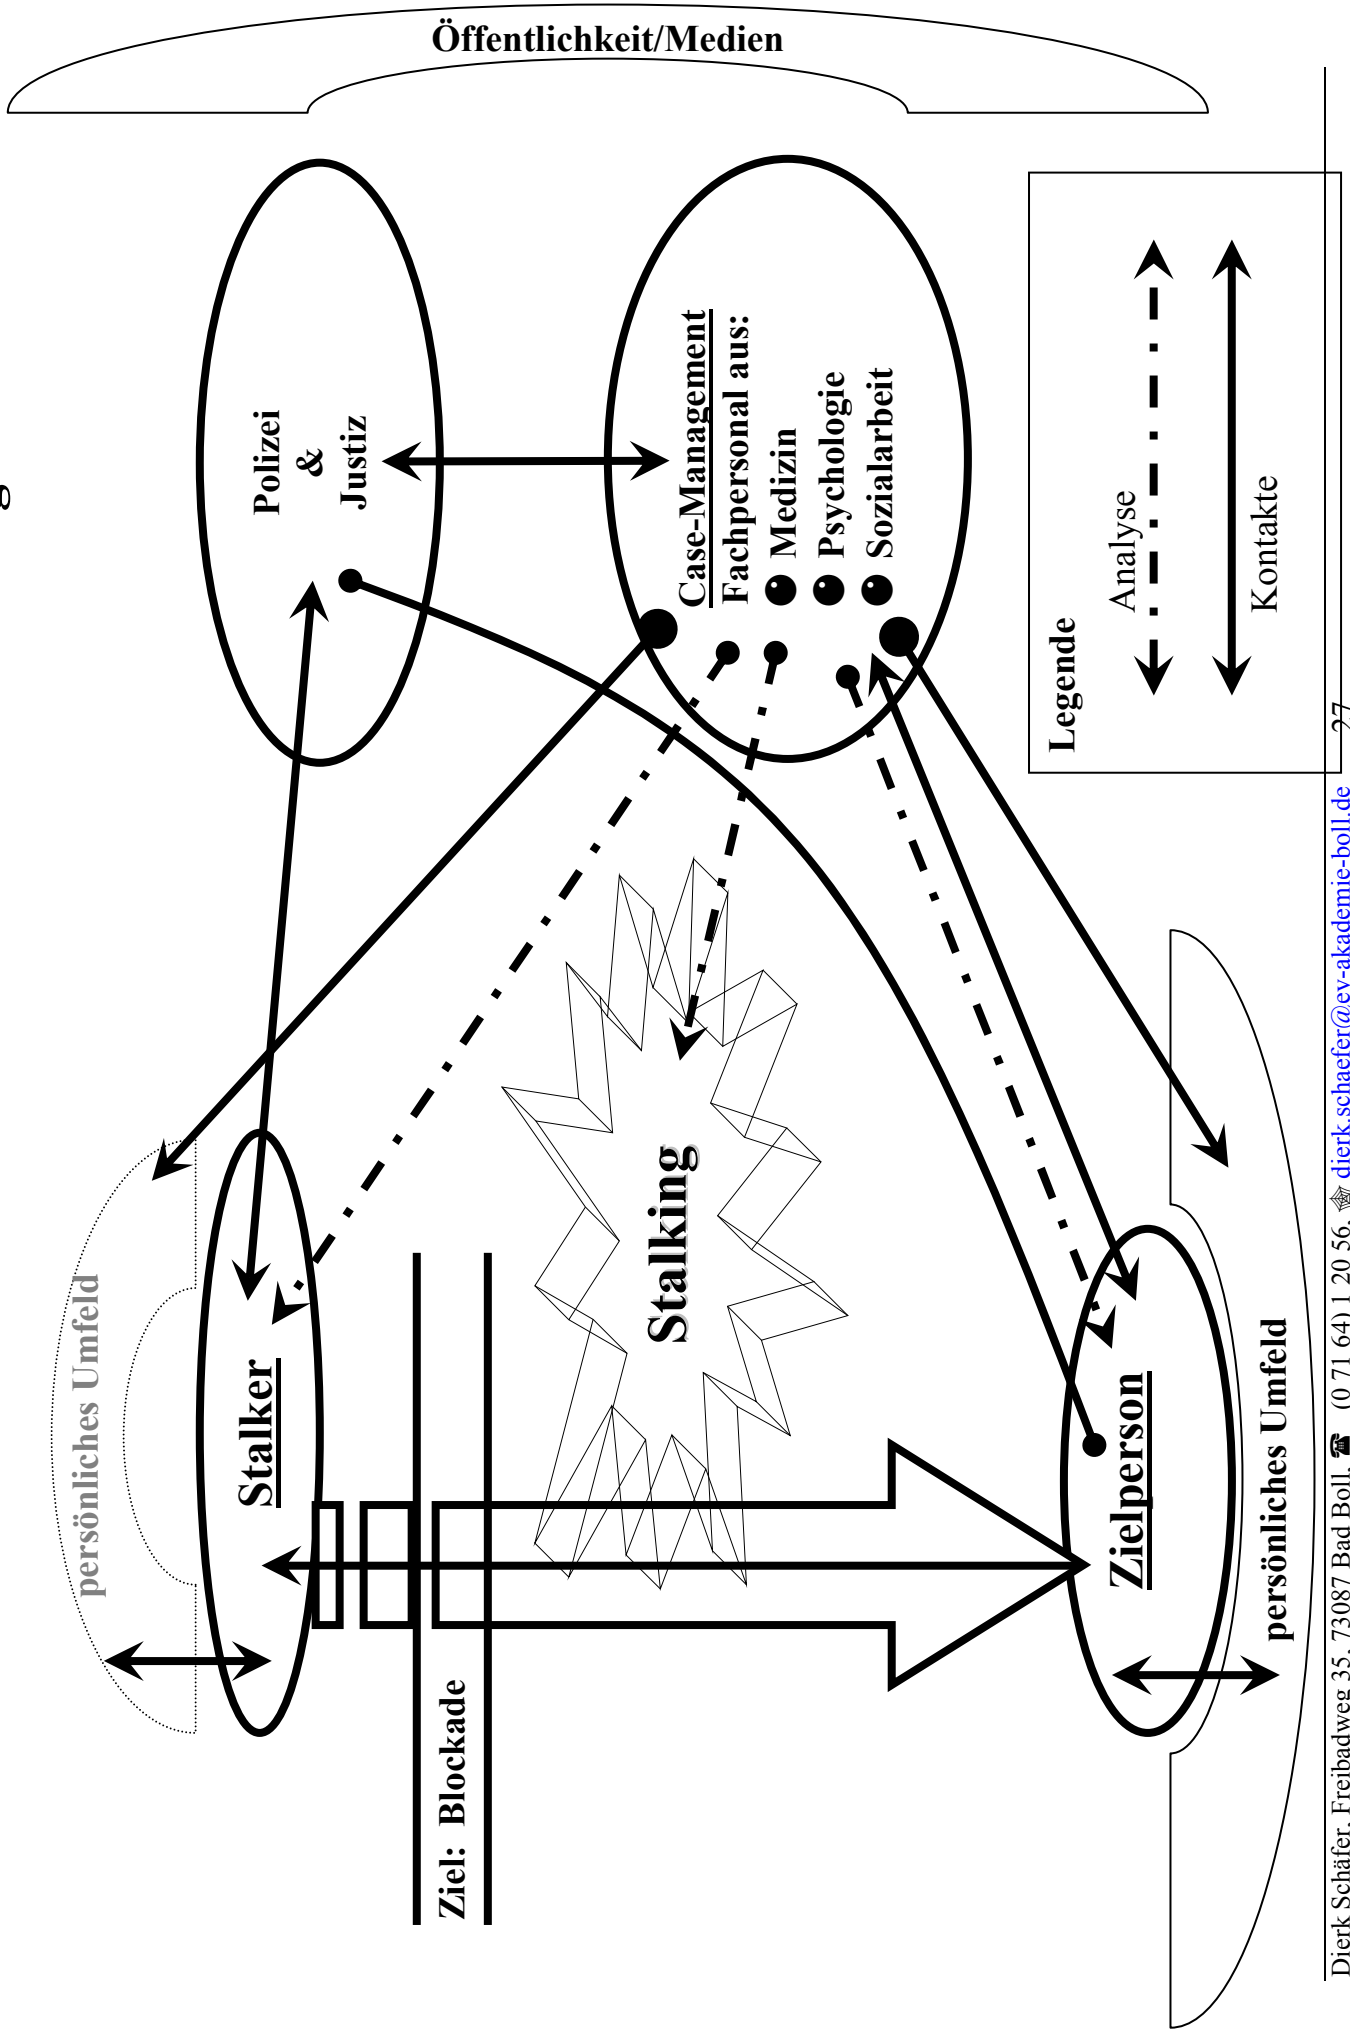 Öffentlichkeit/Medien
persönliches Umfeld
Stalker
Polizei
&
Justiz
Ziel: Blockade
Stalking
Case-Management
Fachpersonal aus:
Medizin
Psychologie
Sozialarbeit
Zielperson
persönliches Umfeld
Legende
Analyse
Kontakte
Dierk Schäfer, Freibadweg 35, 73087 Bad Boll, ☎ (0 71 64) 1 20 56, dierk.schaefer@ev-akademie-boll.de 27